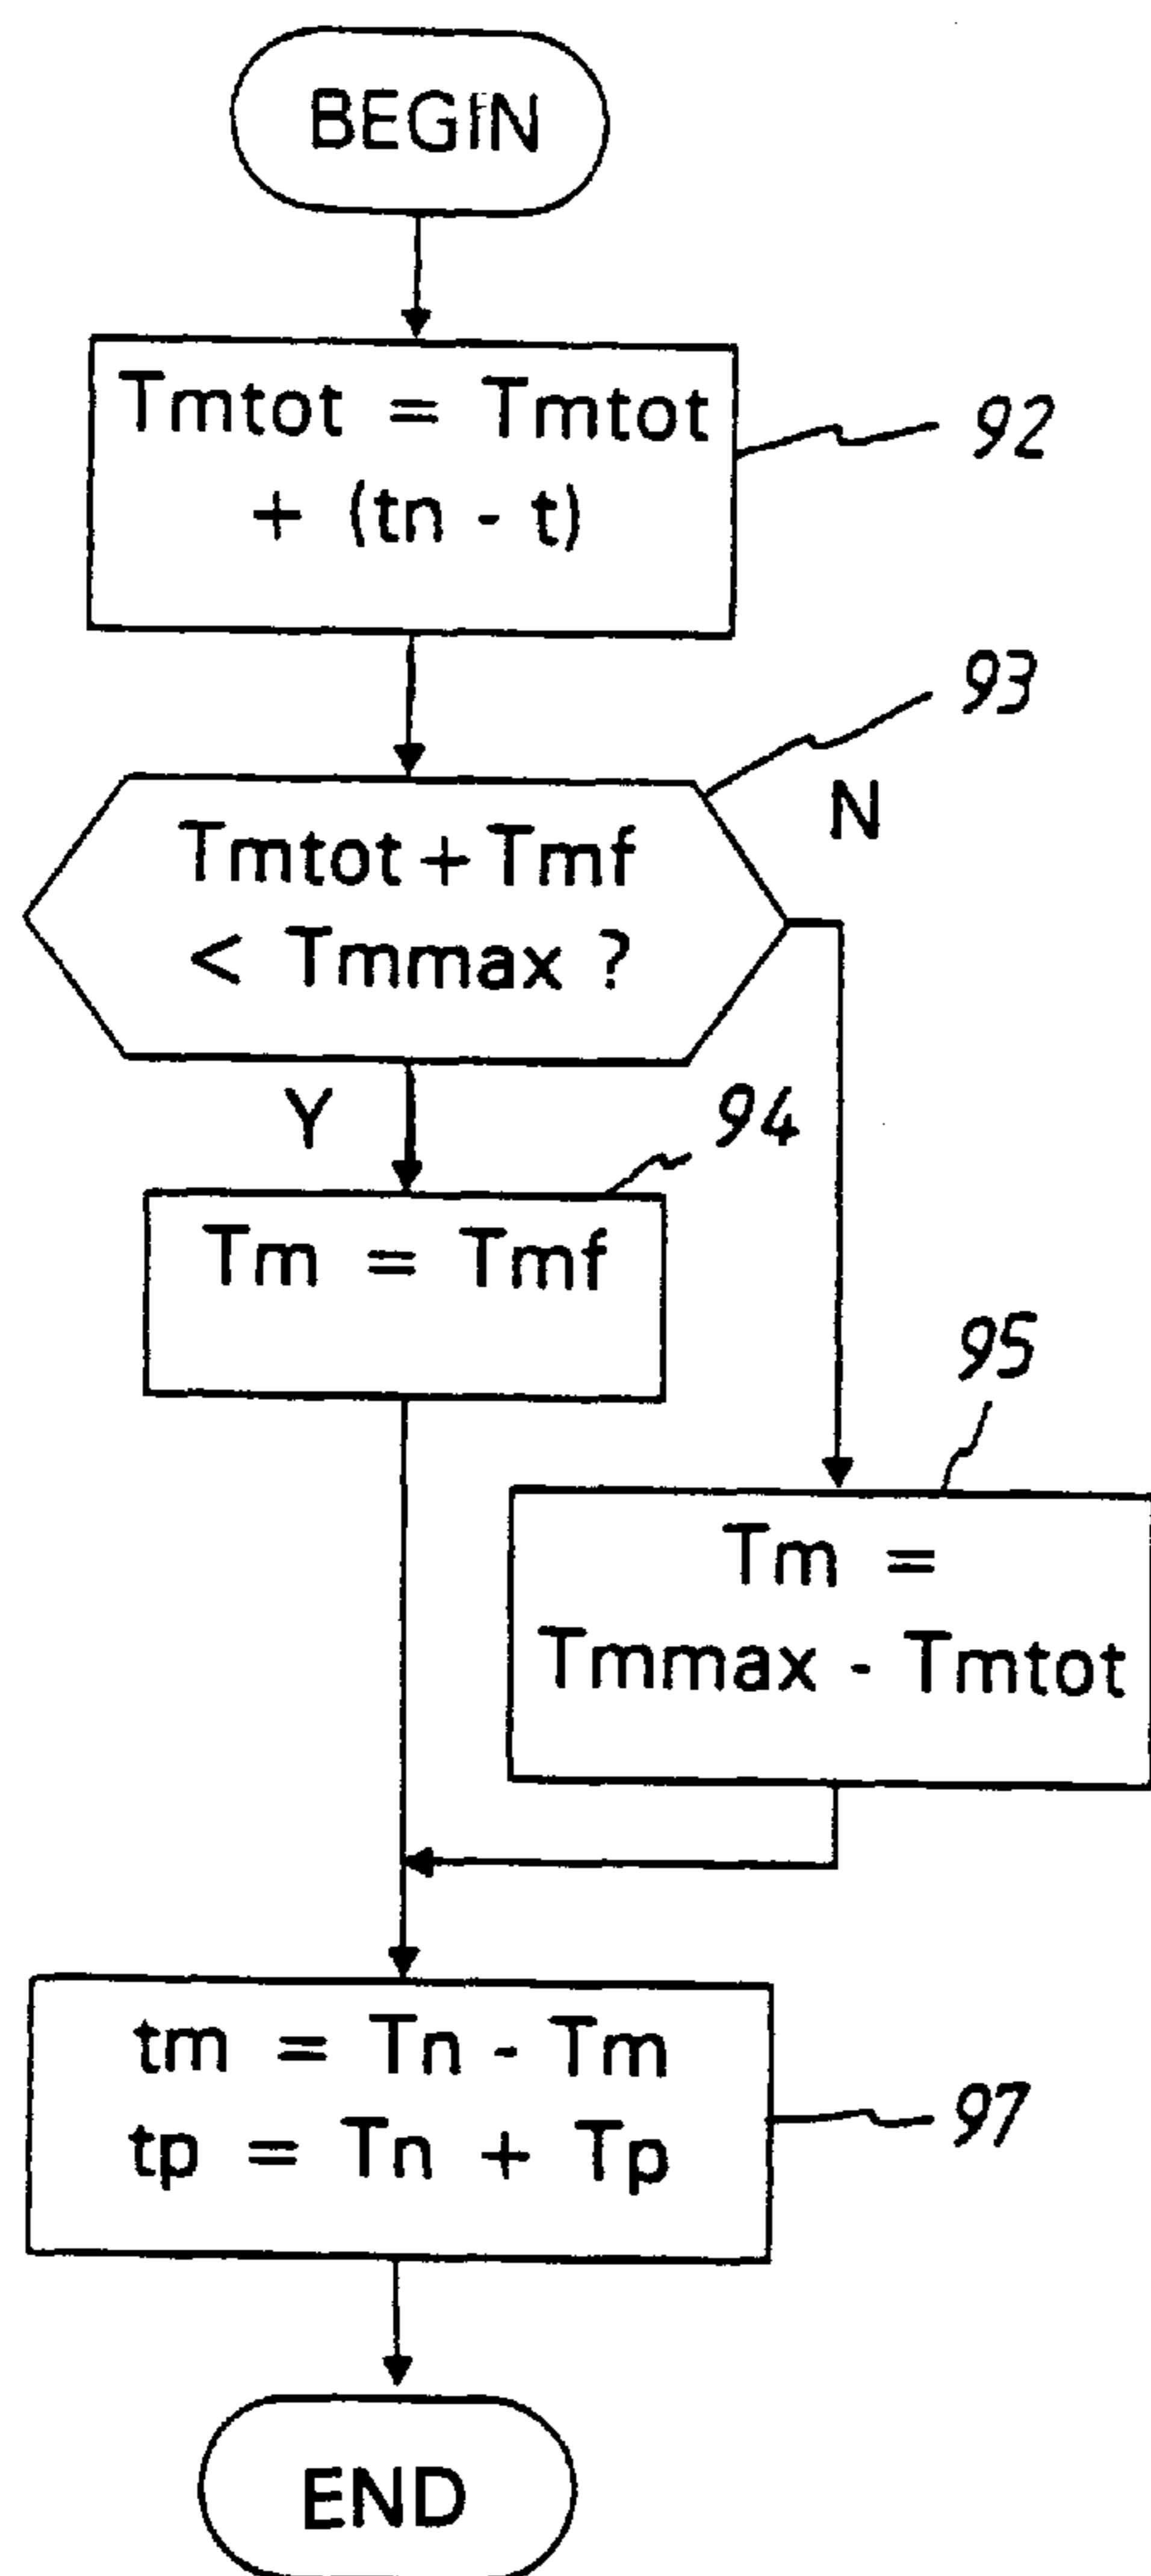 BEGIN
Tmtot = Tmtot
+ (tn - t)
92
93
Tmtot + Tmf
< Tmmax ?
N
Y
94
Tm = Tmf
95
Tm =
Tmmax - Tmtot
tm = Tn - Tm
tp = Tn + Tp
97
END